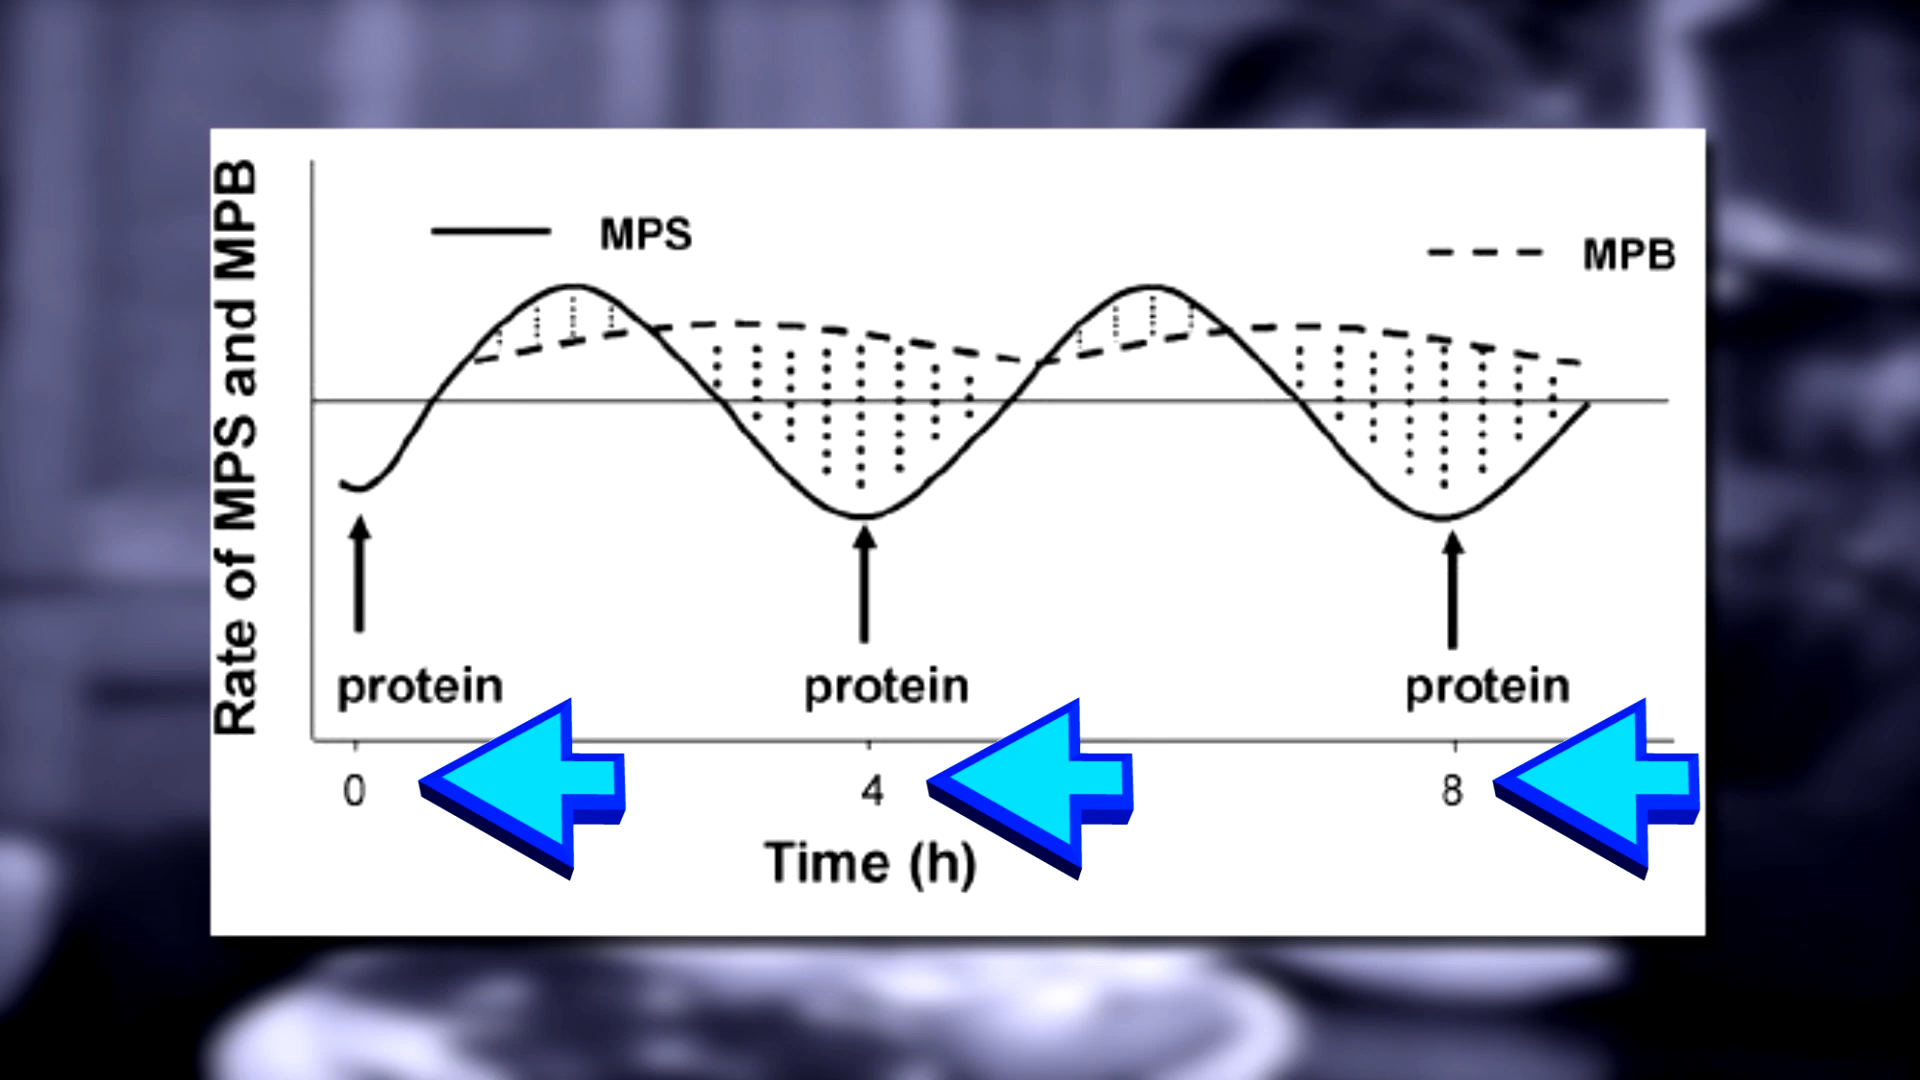 Rate of MPS and MPB
MPS
MPB
protein
protein
protein
0
4
8
Time (h)